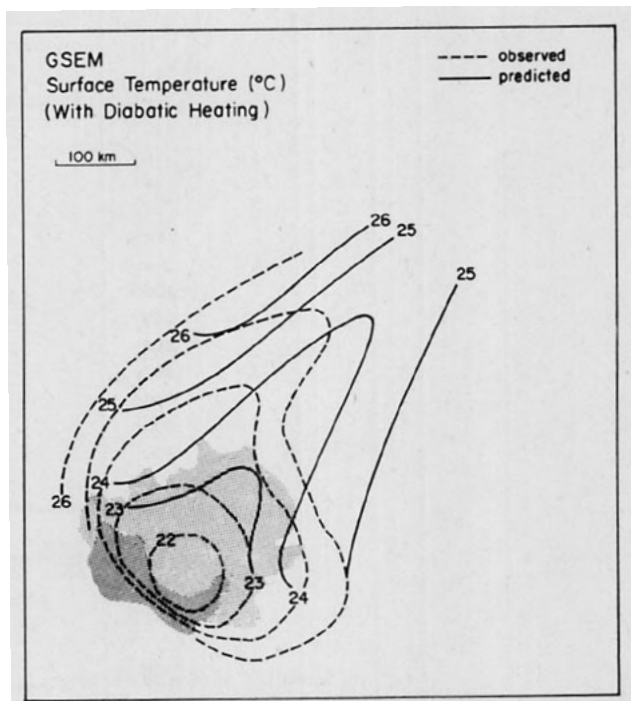 GSEM
Surface Temperature (°C)
(With Diabatic Heating)
observed
predicted
100 km
26
25
25
26
25
24
26
23
22
23
24